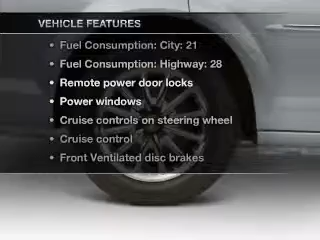 VEHICLE FEATURES
• Fuel Consumption: City: 21
• Fuel Consumption: Highway: 28
• Remote power door locks
• Power windows
• Cruise controls on steering wheel
• Cruise control
• Front Ventilated disc brakes